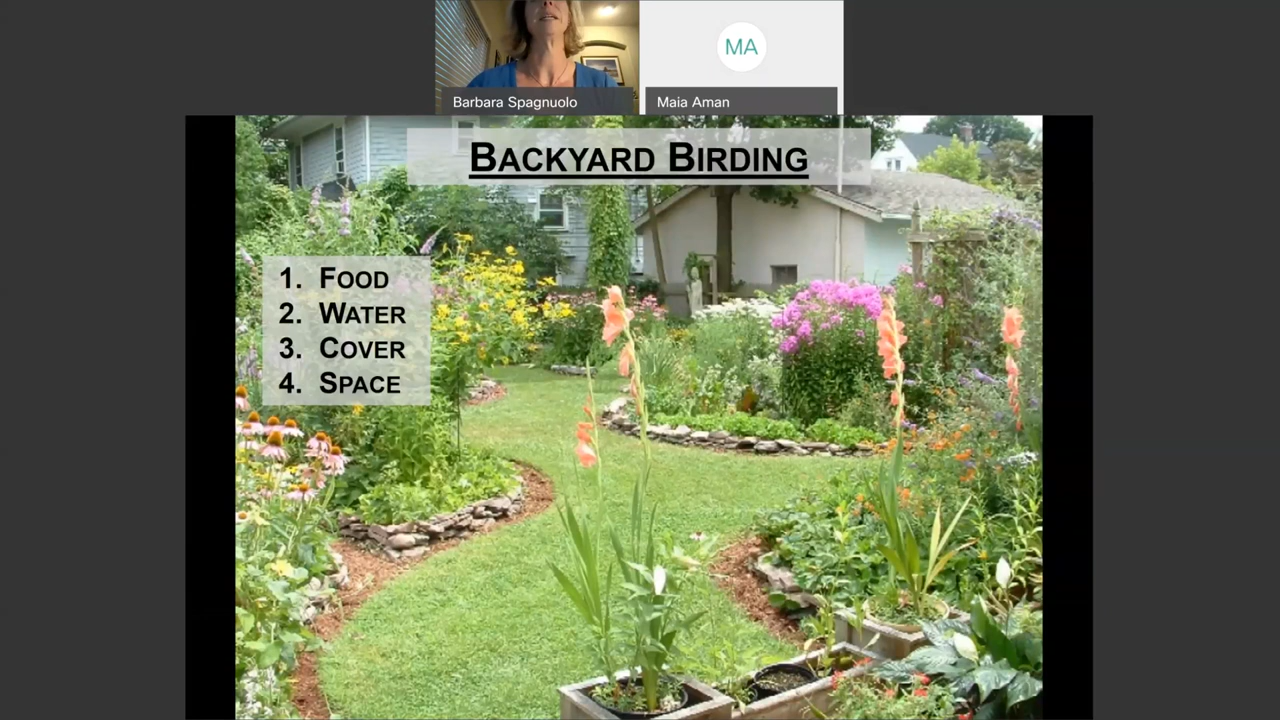 MA
Barbara Spagnuolo
Maia Aman
BACKYARD BIRDING
1. FOOD
2. WATER
3. COVER
4. SPACE